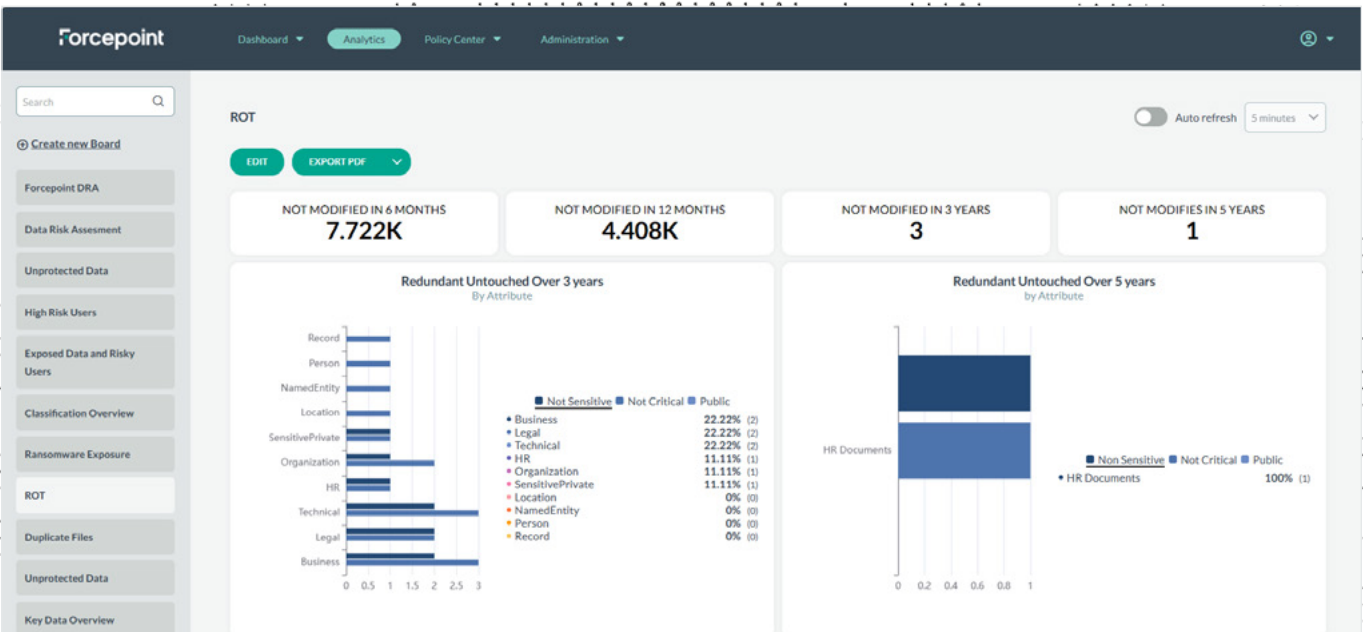 Forcepoint
Dashboard
Analytics
Policy Center
Administration
Search
Create new Board
Forcepoint DRA
Data Risk Assesment
Unprotected Data
High Risk Users
Exposed Data and Risky
Users
Classification Overview
Ransomware Exposure
ROT
Duplicate Files
Unprotected Data
Key Data Overview
ROT
Auto refresh
5 minutes
EDIT
EXPORT PDF
NOT MODIFIED IN 6 MONTHS
7.722K
NOT MODIFIED IN 12 MONTHS
4.408K
NOT MODIFIED IN 3 YEARS
3
NOT MODIFIES IN 5 YEARS
1
Redundant Untouched Over 3 years
By Attribute
Record
Person
NamedEntity
Location
SensitivePrivate
Organization
HR
Technical
Legal
Business
0 0.5 1 1.5 2 2.5 3
Not Sensitive Not Critical Public
Business 22.22% (2)
Legal 22.22% (2)
Technical 22.22% (2)
HR 11.11% (1)
Organization 11.11% (1)
SensitivePrivate 11.11% (1)
Location 0% (0)
NamedEntity 0% (0)
Person 0% (0)
Record 0% (0)
Redundant Untouched Over 5 years
by Attribute
HR Documents
0 0.2 0.4 0.6 0.8 1
Non Sensitive Not Critical Public
HR Documents 100% (1)